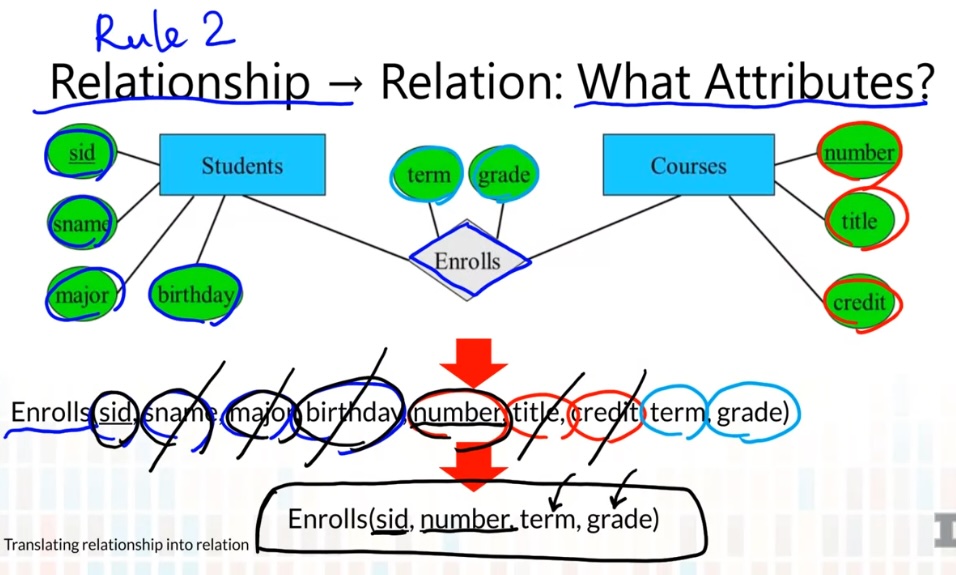 Rule 2
Relationship → Relation: What Attributes?
sid
Students
term
grade
Courses
number
sname
title
Enrolls
major
birthday
credit
Enrolls(sid, sname, major, birthday, number, title, credit, term, grade)
Enrolls(sid, number, term, grade)
Translating relationship into relation
I